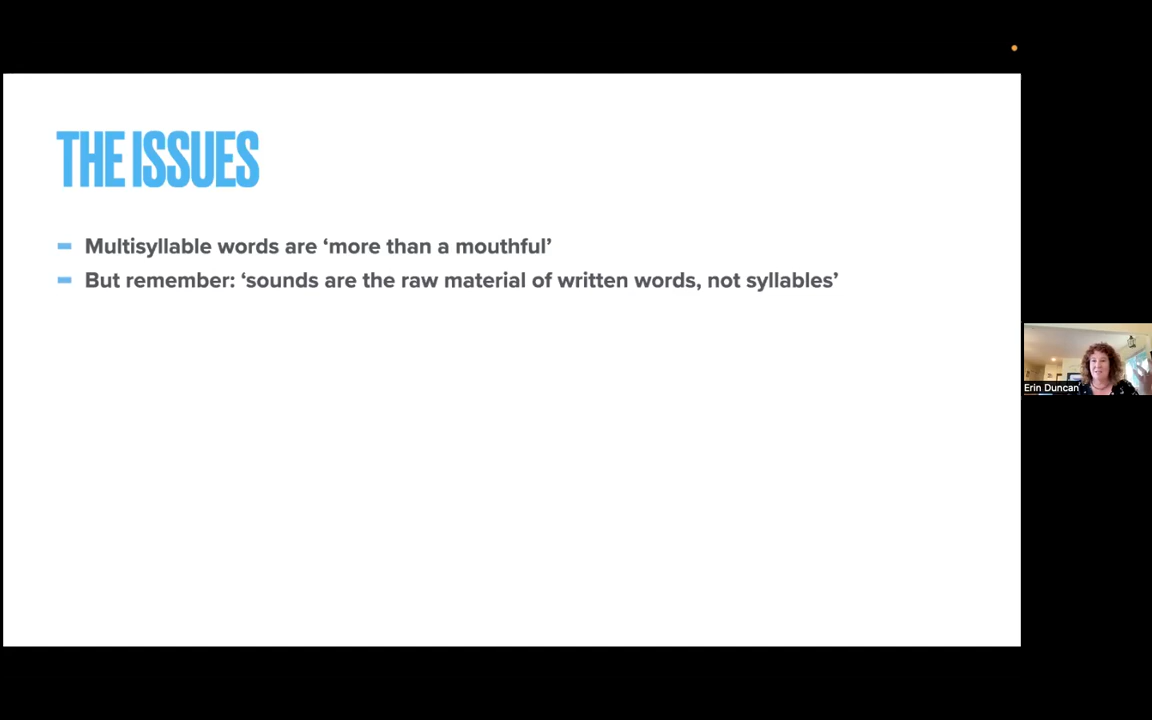 THE ISSUES
Multisyllable words are ‘more than a mouthful’
But remember: ‘sounds are the raw material of written words, not syllables’
Erin Duncan